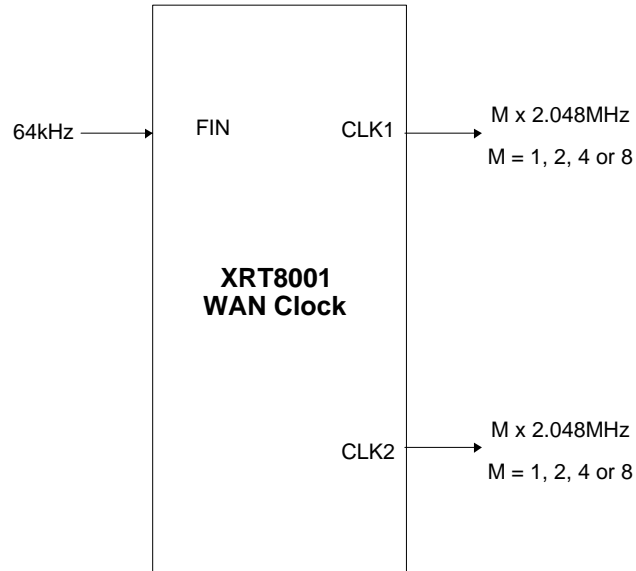 64kHz
FIN
CLK1
M x 2.048MHz
M = 1, 2, 4 or 8
XRT8001
WAN Clock
CLK2
M x 2.048MHz
M = 1, 2, 4 or 8